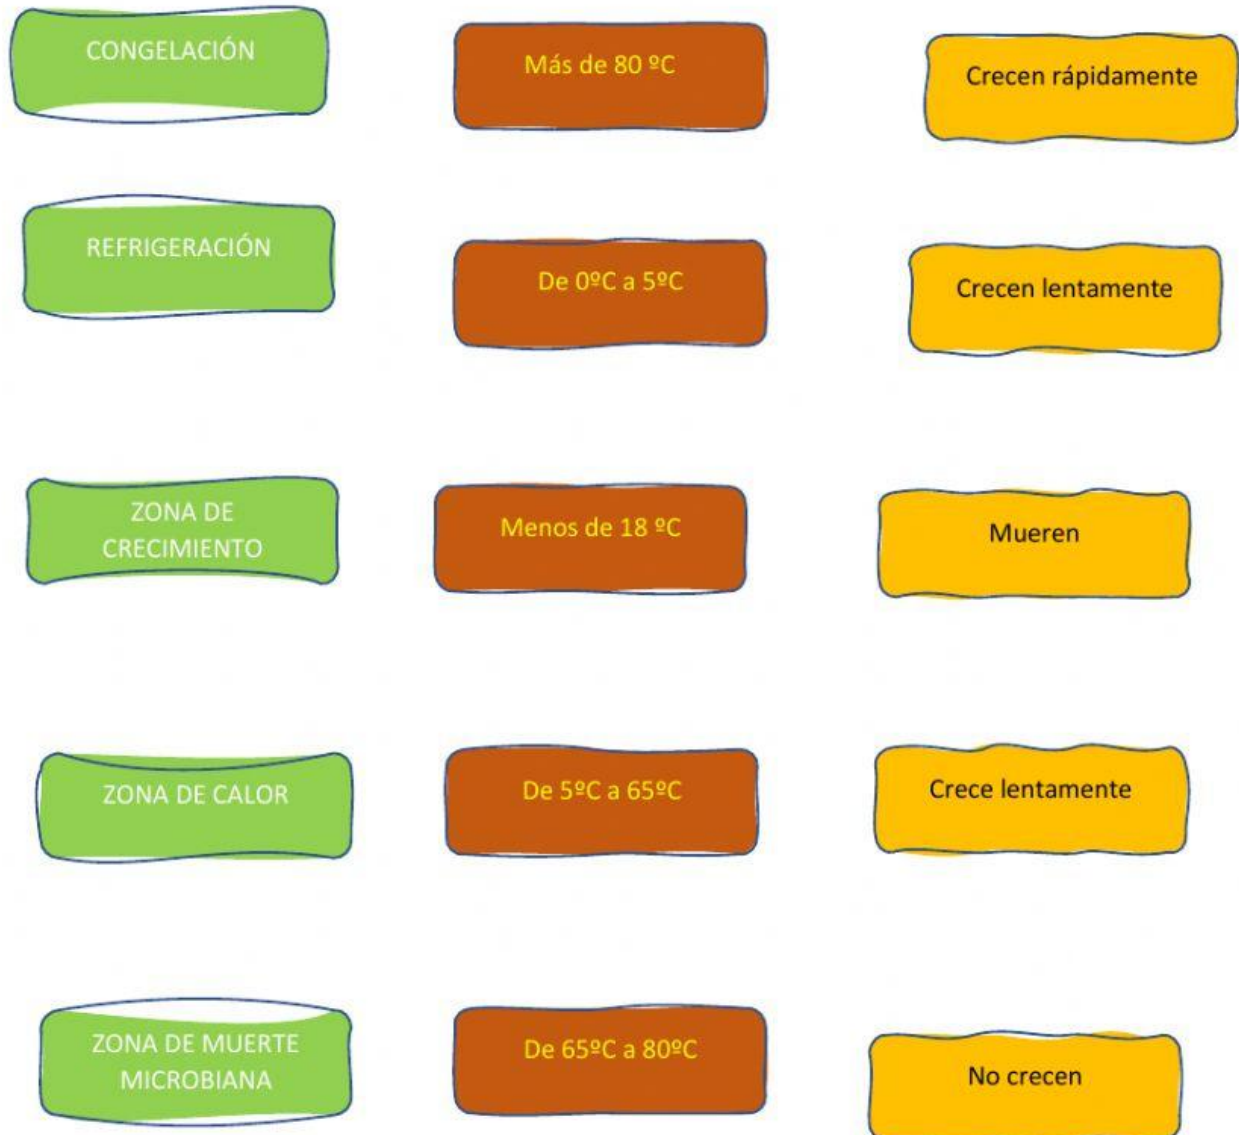 CONGELACIÓN
Más de 80 ºC
Crecen rápidamente
REFRIGERACIÓN
De 0ºC a 5ºC
Crecen lentamente
ZONA DE
CRECIMIENTO
Menos de 18 ºC
Mueren
ZONA DE CALOR
De 5ºC a 65ºC
Crece lentamente
ZONA DE MUERTE
MICROBIANA
De 65ºC a 80ºC
No crecen